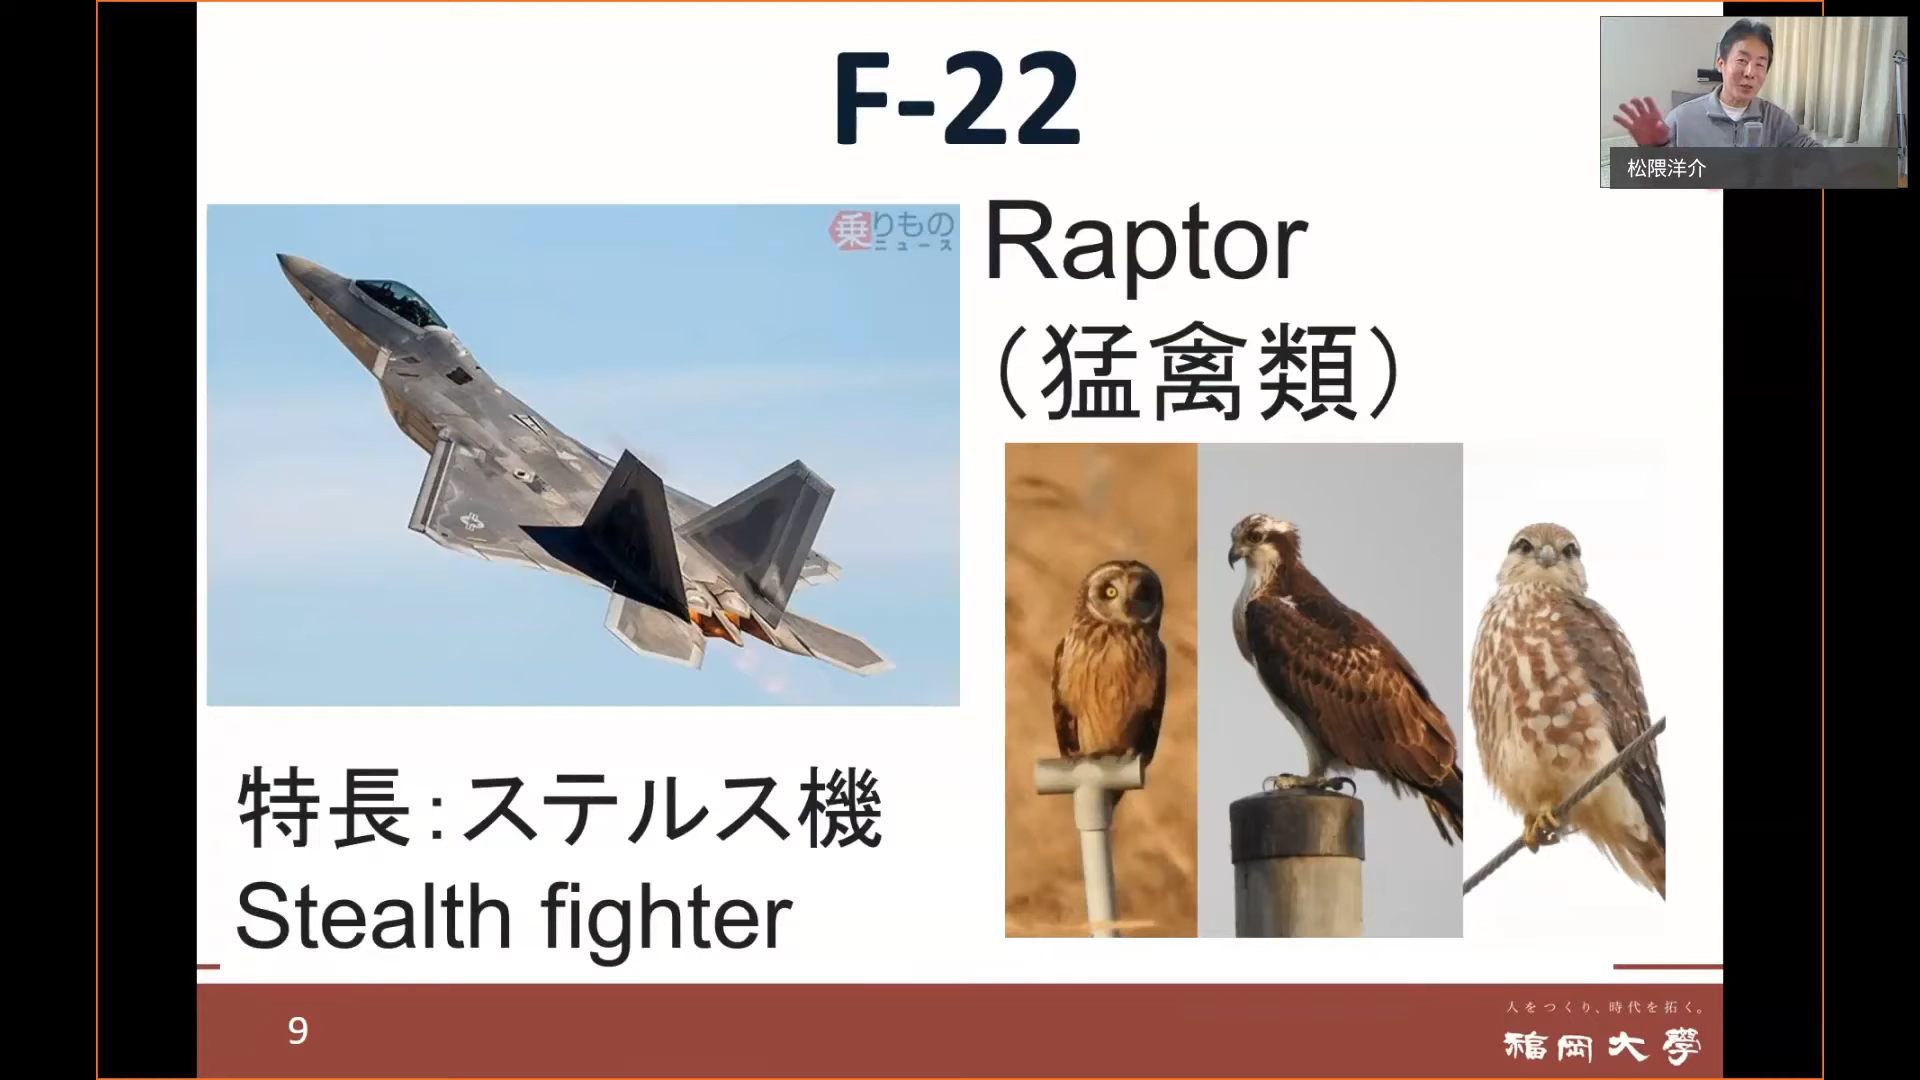 F-22
松隈洋介
乗りもの
ニュース
Raptor
（猛禽類）
特長：ステルス機
Stealth fighter
9
人をつくり、時代を拓く。
福岡大學